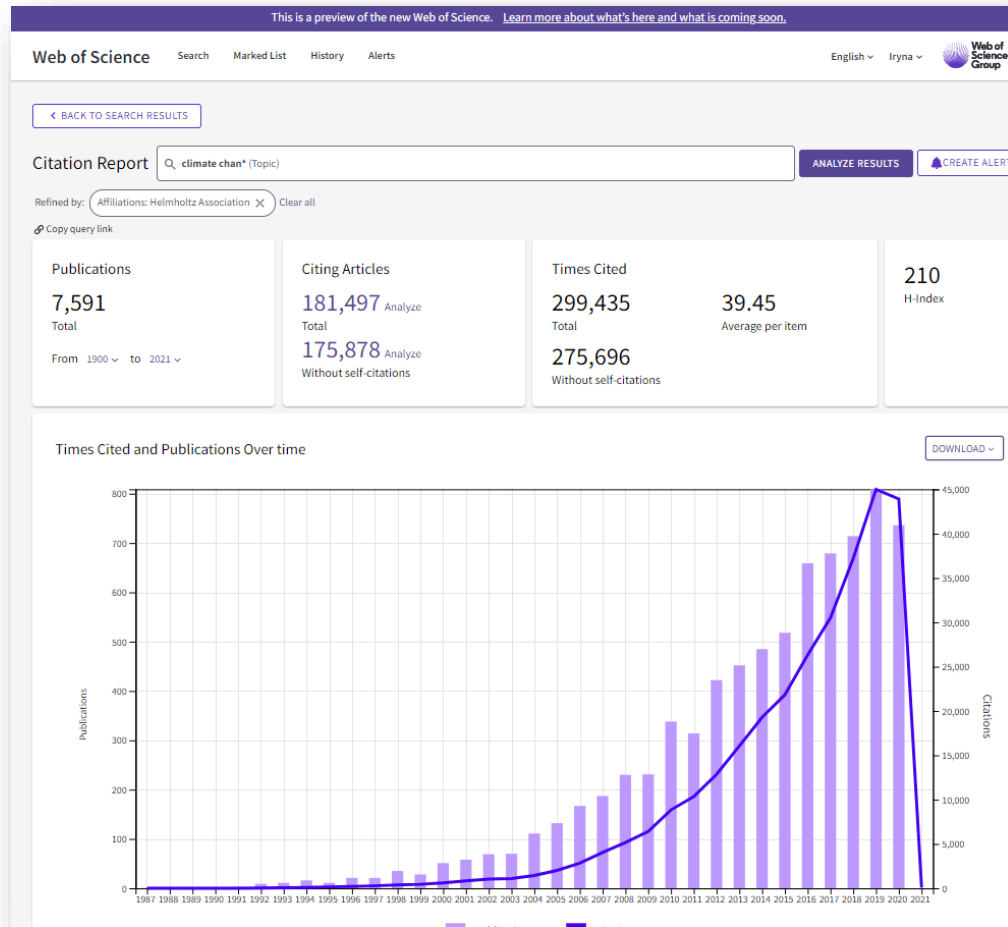 This is a preview of the new Web of Science. Learn more about what's here and what is coming soon.
Web of Science Search Marked List History Alerts English Iryna Web of Science Group
BACK TO SEARCH RESULTS
Citation Report climate chan* (Topic) ANALYZE RESULTS CREATE ALERT
Refined by: Affiliations: Helmholtz Association Clear all
Copy query link
Publications
7,591
Total
From 1900 to 2021
Citing Articles
181,497 Analyze
Total
175,878 Analyze
Without self-citations
Times Cited
299,435
Total
275,696
Without self-citations
39.45
Average per item
210
H-Index
Times Cited and Publications Over time DOWNLOAD
Publications
800
700
600
500
400
300
200
100
0
45,000
40,000
35,000
30,000
25,000
20,000
15,000
10,000
5,000
0
Citations
1987 1988 1989 1990 1991 1992 1993 1994 1995 1996 1997 1998 1999 2000 2001 2002 2003 2004 2005 2006 2007 2008 2009 2010 2011 2012 2013 2014 2015 2016 2017 2018 2019 2020 2021